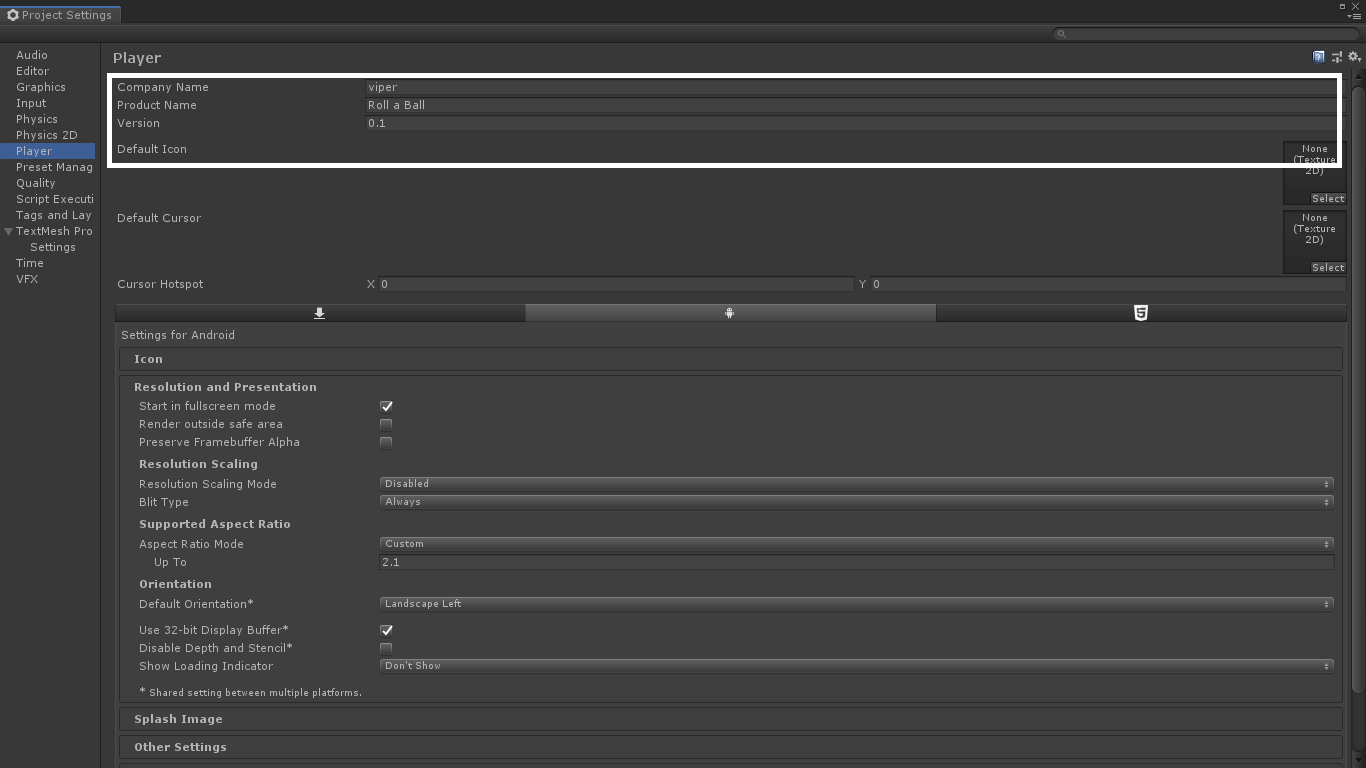 Project Settings
Audio
Editor
Graphics
Input
Physics
Physics 2D
Player
Preset Manag
Quality
Script Executi
Tags and Lay
TextMesh Pro
Settings
Time
VFX
Player
Company Name viper
Product Name Roll a Ball
Version 0.1
Default Icon
None
(Texture
2D)
Select
Default Cursor
None
(Texture
2D)
Select
Cursor Hotspot X 0 Y 0
Settings for Android
Icon
Resolution and Presentation
Start in fullscreen mode
Render outside safe area
Preserve Framebuffer Alpha
Resolution Scaling
Resolution Scaling Mode Disabled
Blit Type Always
Supported Aspect Ratio
Aspect Ratio Mode Custom
Up To 2.1
Orientation
Default Orientation* Landscape Left
Use 32-bit Display Buffer*
Disable Depth and Stencil*
Show Loading Indicator Don't Show
* Shared setting between multiple platforms.
Splash Image
Other Settings